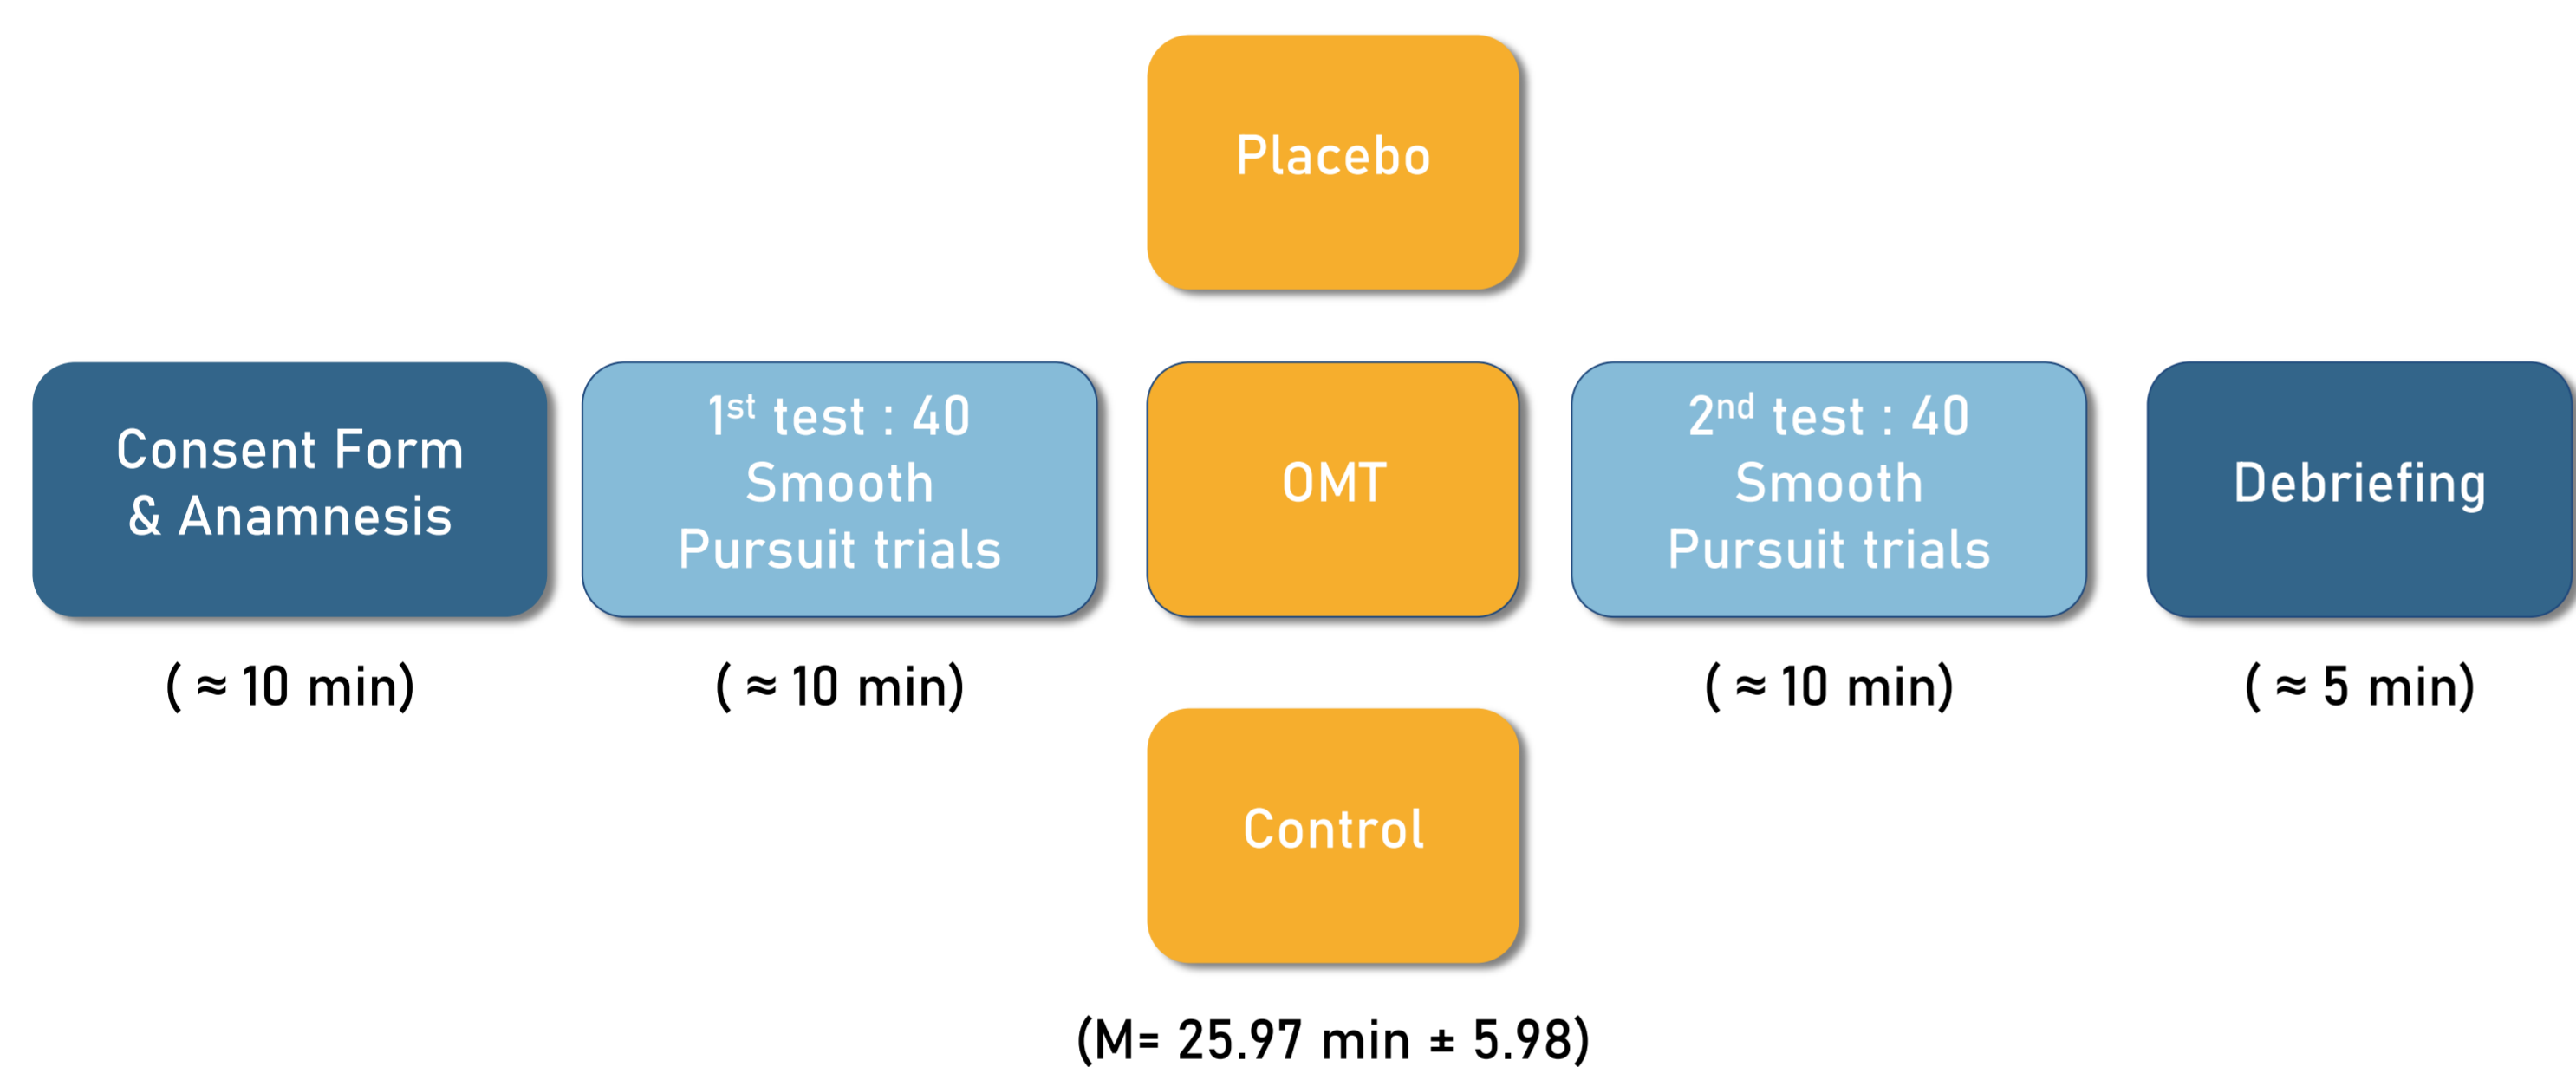 Placebo
Consent Form
& Anamnesis
( ≈ 10 min)
1st test : 40
Smooth
Pursuit trials
( ≈ 10 min)
OMT
2nd test : 40
Smooth
Pursuit trials
( ≈ 10 min)
Debriefing
( ≈ 5 min)
Control
(M= 25.97 min ± 5.98)